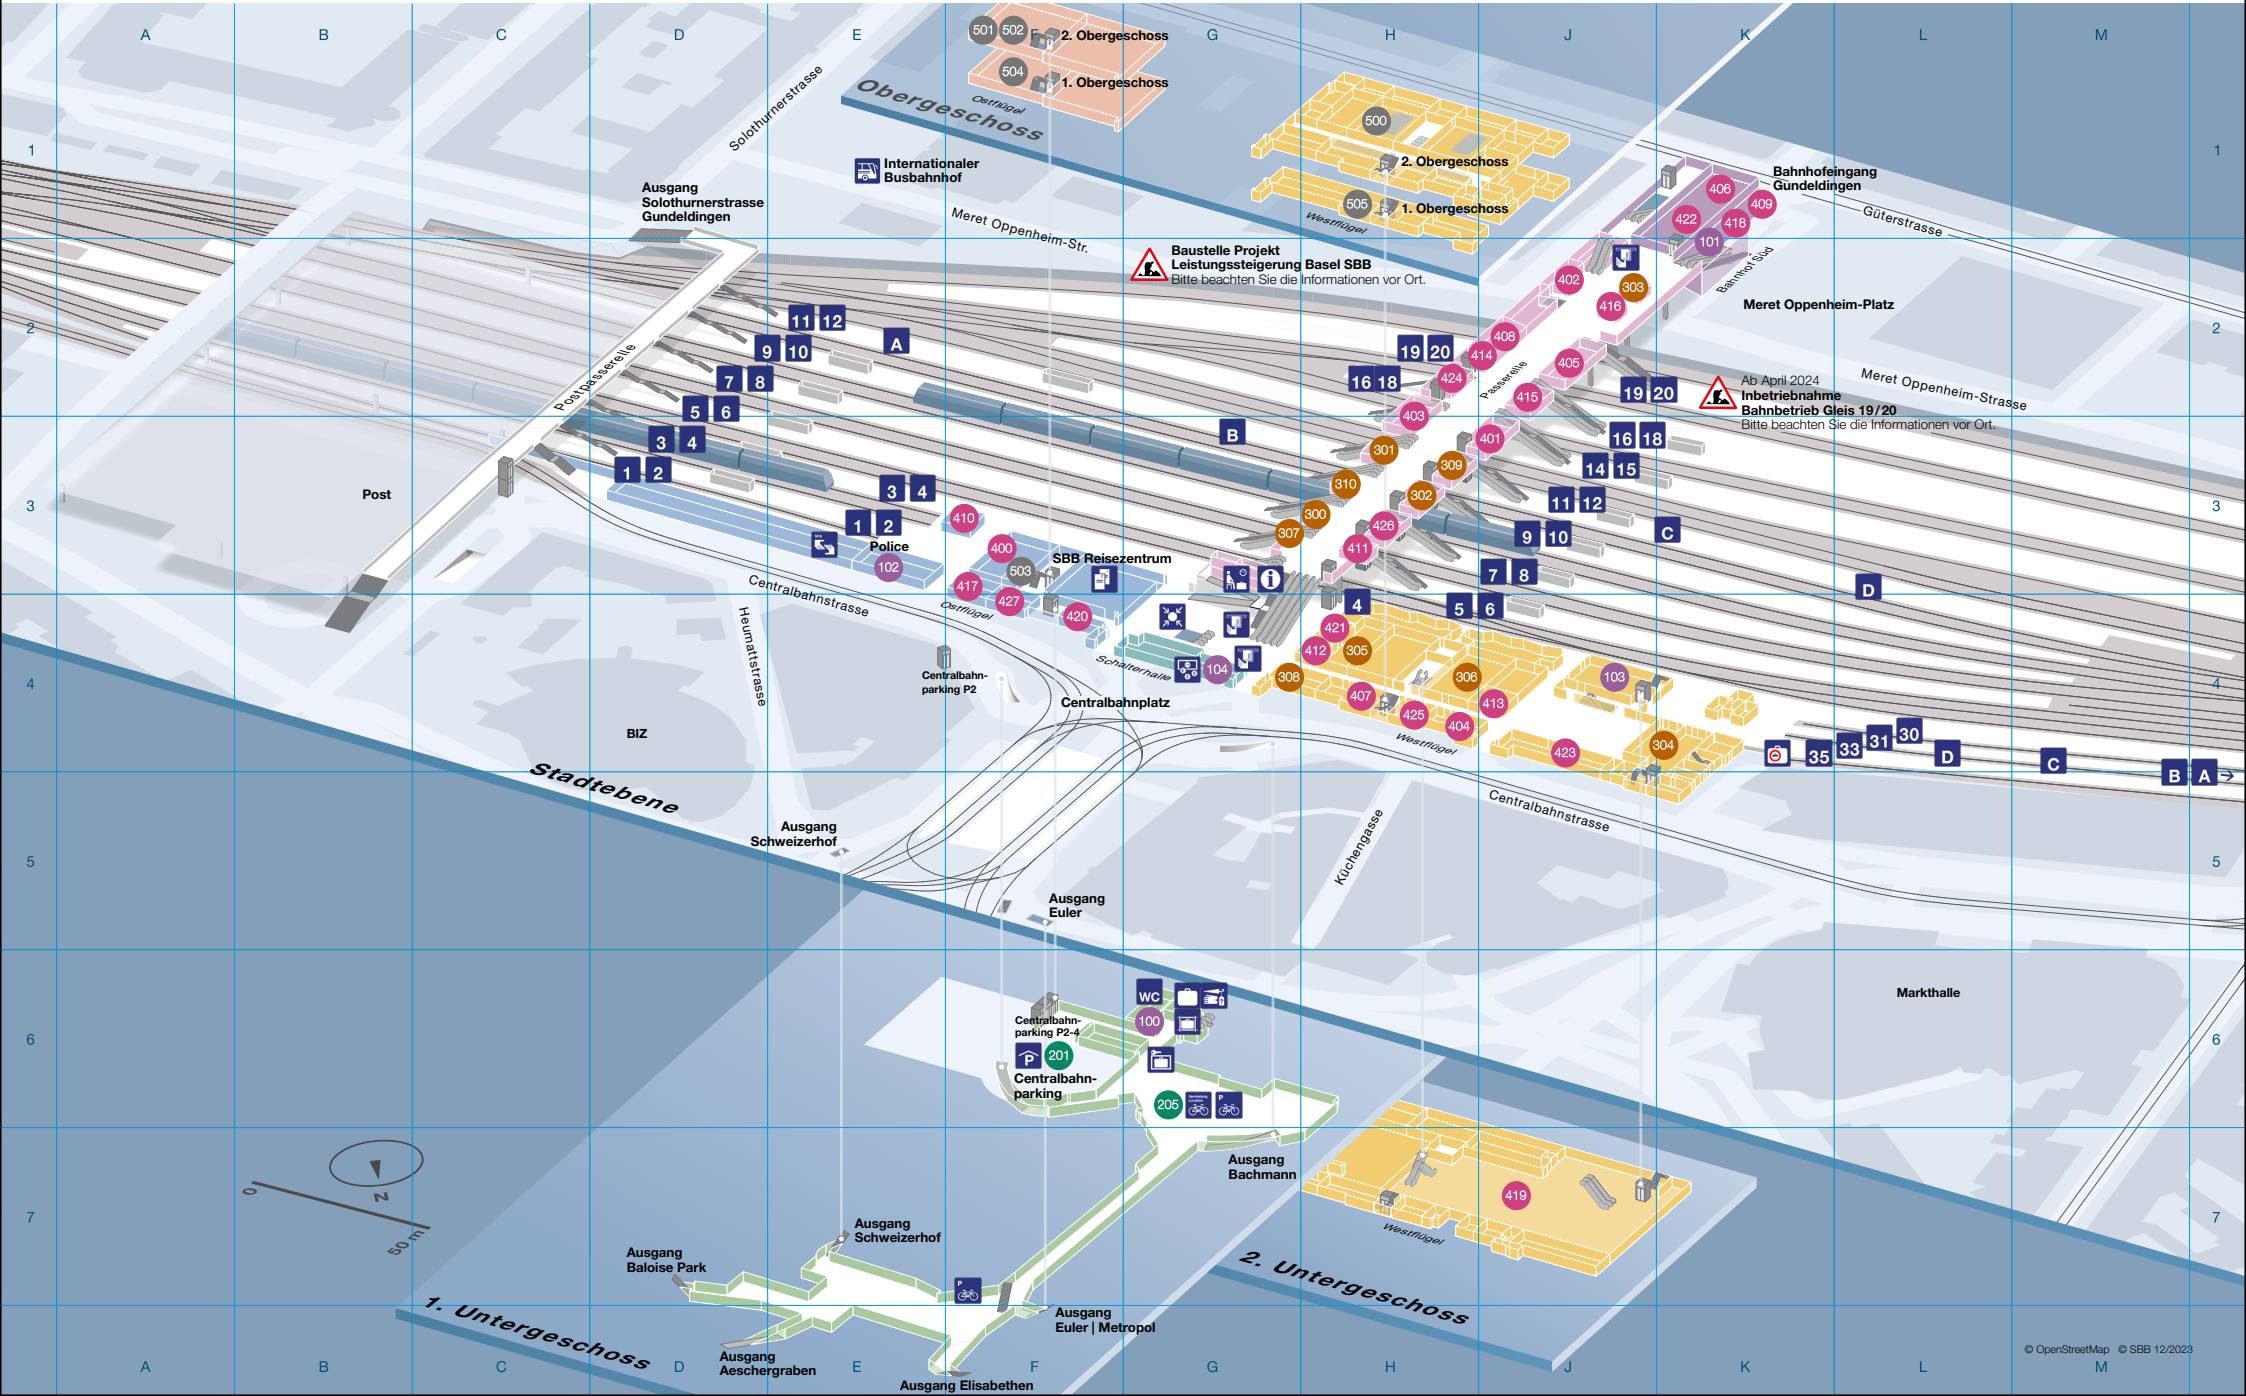 A B C D E F G H J K L M
501 502 2. Obergeschoss
504 1. Obergeschoss
Ostflügel
Obergeschoss
500
2. Obergeschoss
505 1. Obergeschoss
Westflügel
Solothurnerstrasse
1
1
Internationaler
Busbahnhof
Ausgang
Solothurnerstrasse
Gundeldingen
Meret Oppenheim-Str.
Bahnhofeingang
Gundeldingen
406
409
422 418
101
Güterstrasse
Bahnhof Süd
Baustelle Projekt
Leistungssteigerung Basel SBB
Bitte beachten Sie die Informationen vor Ort.
402
303
416
Meret Oppenheim-Platz
2
2
11 12
9 10
A
7 8
5 6
3 4
1 2
Postpasserelle
19 20
16 18
408
414
424
405
Passerelle
415
403
401
19 20
Ab April 2024
Inbetriebnahme
Bahnbetrieb Gleis 19/20
Bitte beachten Sie die Informationen vor Ort.
Meret Oppenheim-Strasse
B
16 18
14 15
11 12
9 10
C
7 8
D
5 6
4
301
309
310
302
300
426
307
411
3
3
Post
3 4
1 2
Police
102
410
400
503
SBB Reisezentrum
417
427
420
Ostflügel
Centralbahnstrasse
Heumattstrasse
Schalterhalle
104
421
412 305
308
306
407
413
425
404
Westflügel
103
423
304
4
4
Centralbahn-
parking P2
Centralbahnplatz
BIZ
35 33 31 30 D C B A
Stadtebene
Centralbahnstrasse
Küchengasse
Ausgang
Schweizerhof
5
5
Ausgang
Euler
Markthalle
WC
100
Centralbahn-
parking P2-4
P 201
Centralbahn-
parking
6
6
205
P
Ausgang
Bachmann
419
Westflügel
2. Untergeschoss
0
50 m
N
7
7
Ausgang
Schweizerhof
Ausgang
Baloise Park
P
Ausgang
Euler | Metropol
1. Untergeschoss
Ausgang
Aeschergraben
Ausgang Elisabethen
© OpenStreetMap © SBB 12/2023
A B C D E F G H J K L M